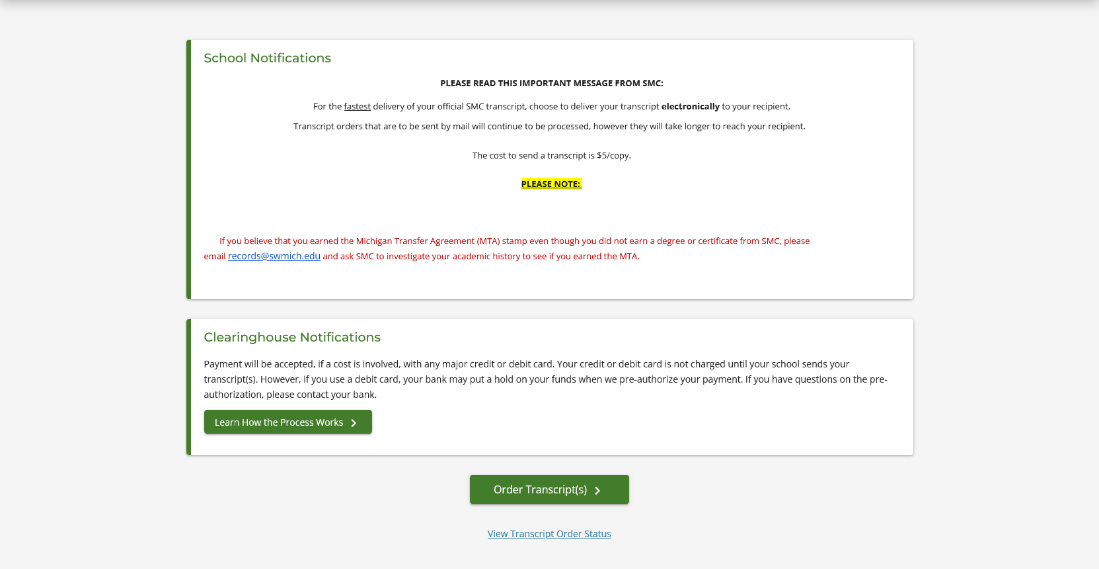 School Notifications
PLEASE READ THIS IMPORTANT MESSAGE FROM SMC:
For the fastest delivery of your official SMC transcript, choose to deliver your transcript electronically to your recipient.
Transcript orders that are to be sent by mail will continue to be processed, however they will take longer to reach your recipient.
The cost to send a transcript is $5/copy.
PLEASE NOTE:
If you believe that you earned the Michigan Transfer Agreement (MTA) stamp even though you did not earn a degree or certificate from SMC, please
email records@swmich.edu and ask SMC to investigate your academic history to see if you earned the MTA.
Clearinghouse Notifications
Payment will be accepted, if a cost is involved, with any major credit or debit card. Your credit or debit card is not charged until your school sends your
transcript(s). However, if you use a debit card, your bank may put a hold on your funds when we pre-authorize your payment. If you have questions on the pre-
authorization, please contact your bank.
Learn How the Process Works
Order Transcript(s)
View Transcript Order Status